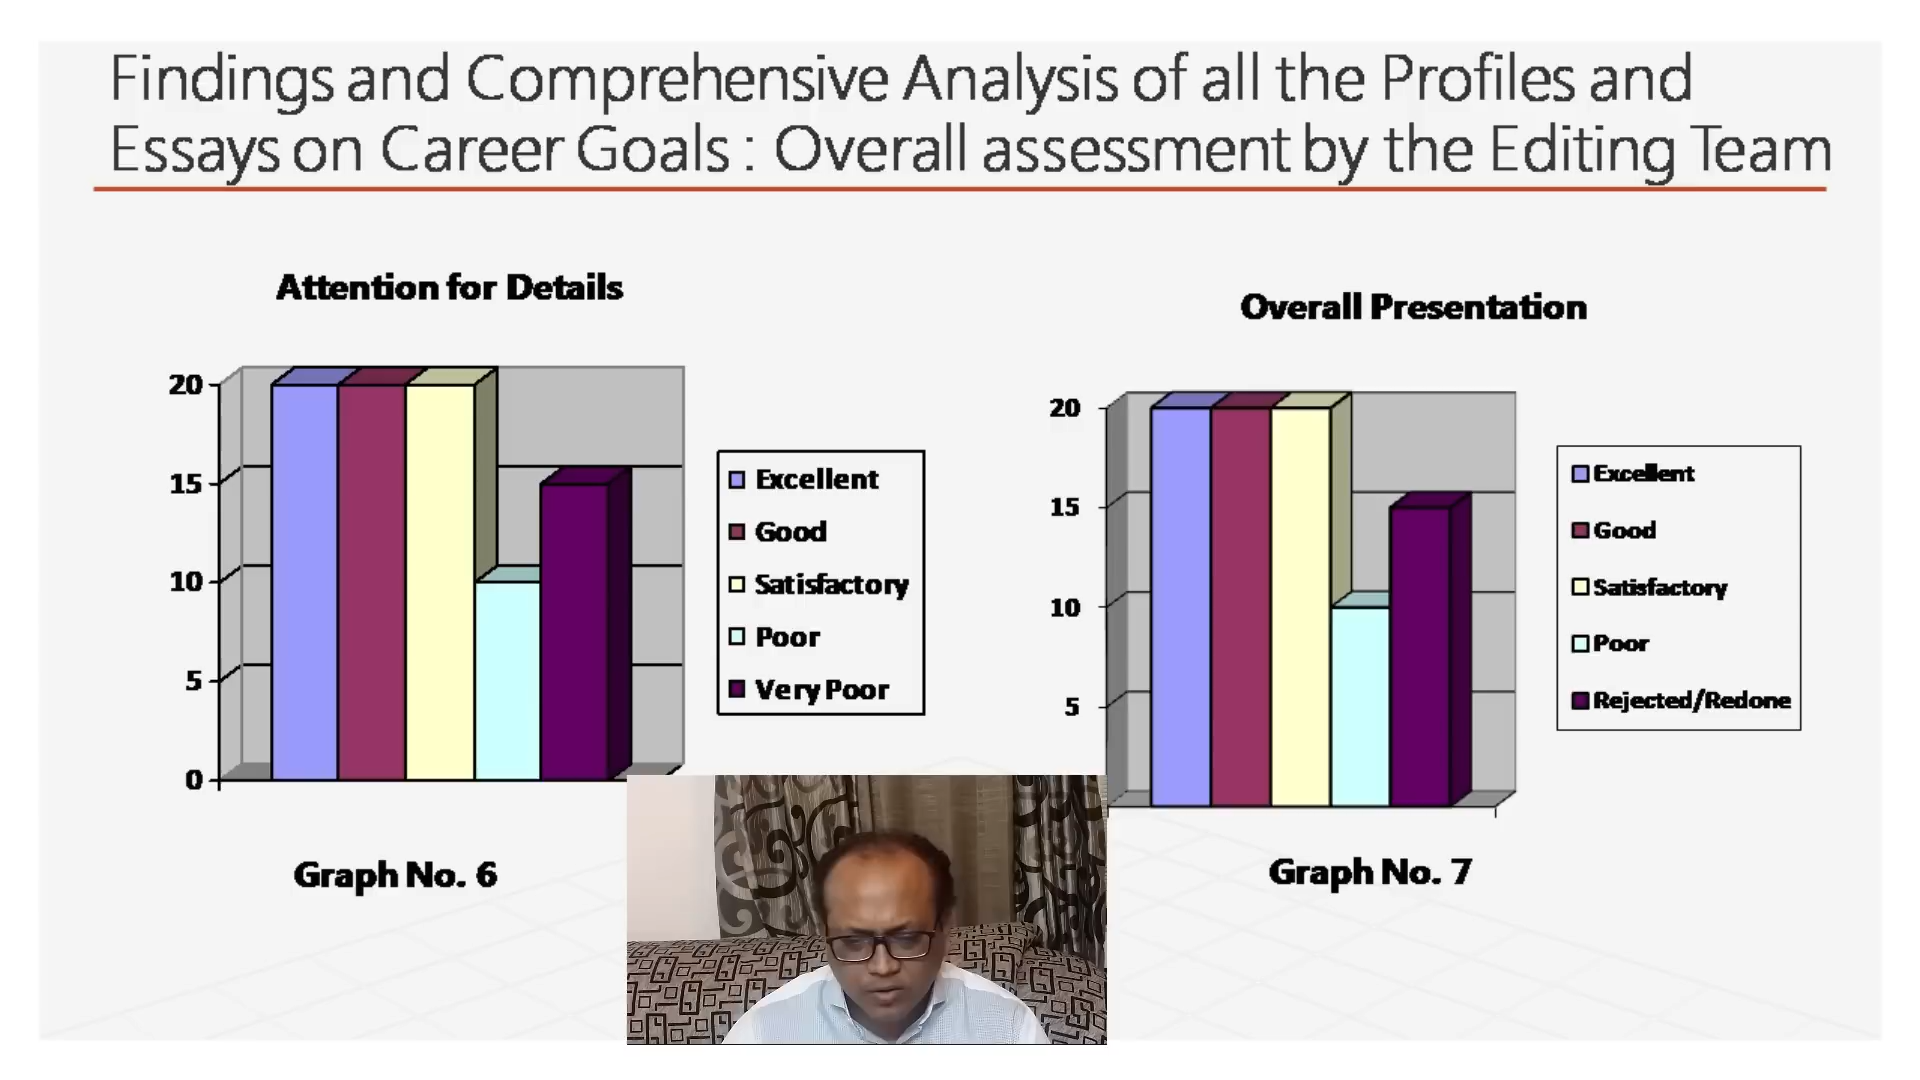 Findings and Comprehensive Analysis of all the Profiles and
Essays on Career Goals : Overall assessment by the Editing Team
Attention for Details
20
15
10
5
0
Excellent
Good
Satisfactory
Poor
Very Poor
Graph No. 6
Overall Presentation
20
15
10
5
Excellent
Good
Satisfactory
Poor
Rejected/Redone
Graph No. 7